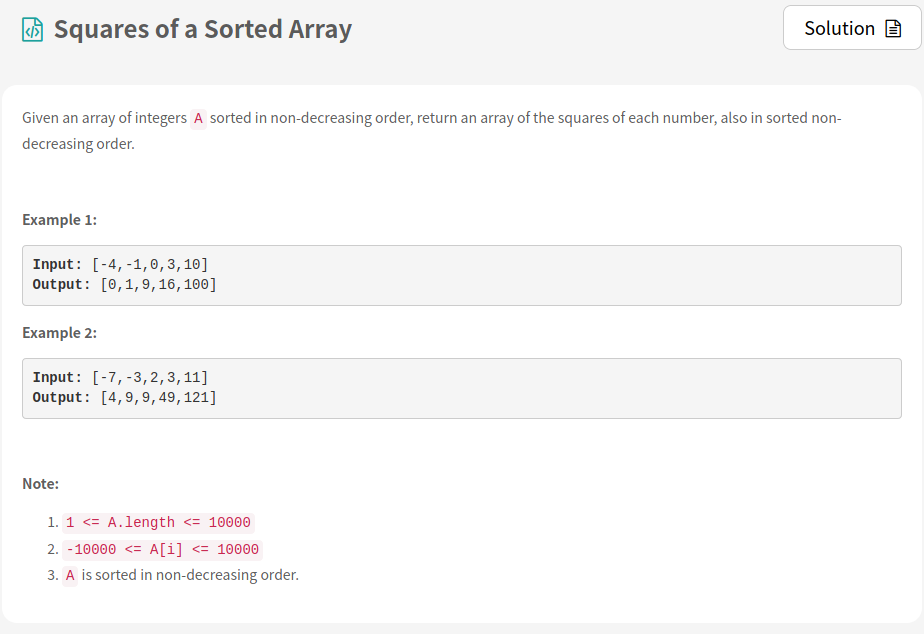 Squares of a Sorted Array
Solution
Given an array of integers A sorted in non-decreasing order, return an array of the squares of each number, also in sorted non-
decreasing order.
Example 1:
Input: [-4,-1,0,3,10]
Output: [0,1,9,16,100]
Example 2:
Input: [-7,-3,2,3,11]
Output: [4,9,9,49,121]
Note:
1. 1 <= A.length <= 10000
2. -10000 <= A[i] <= 10000
3. A is sorted in non-decreasing order.